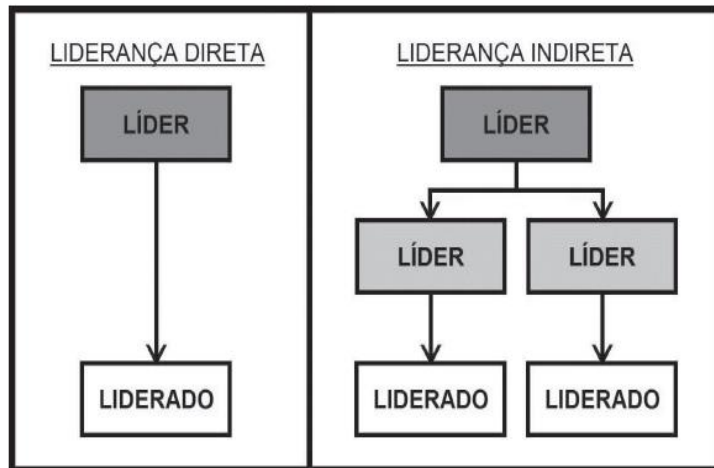 LIDERANÇA DIRETA
LÍDER
LIDERADO
LIDERANÇA INDIRETA
LÍDER
LÍDER LÍDER
LIDERADO LIDERADO